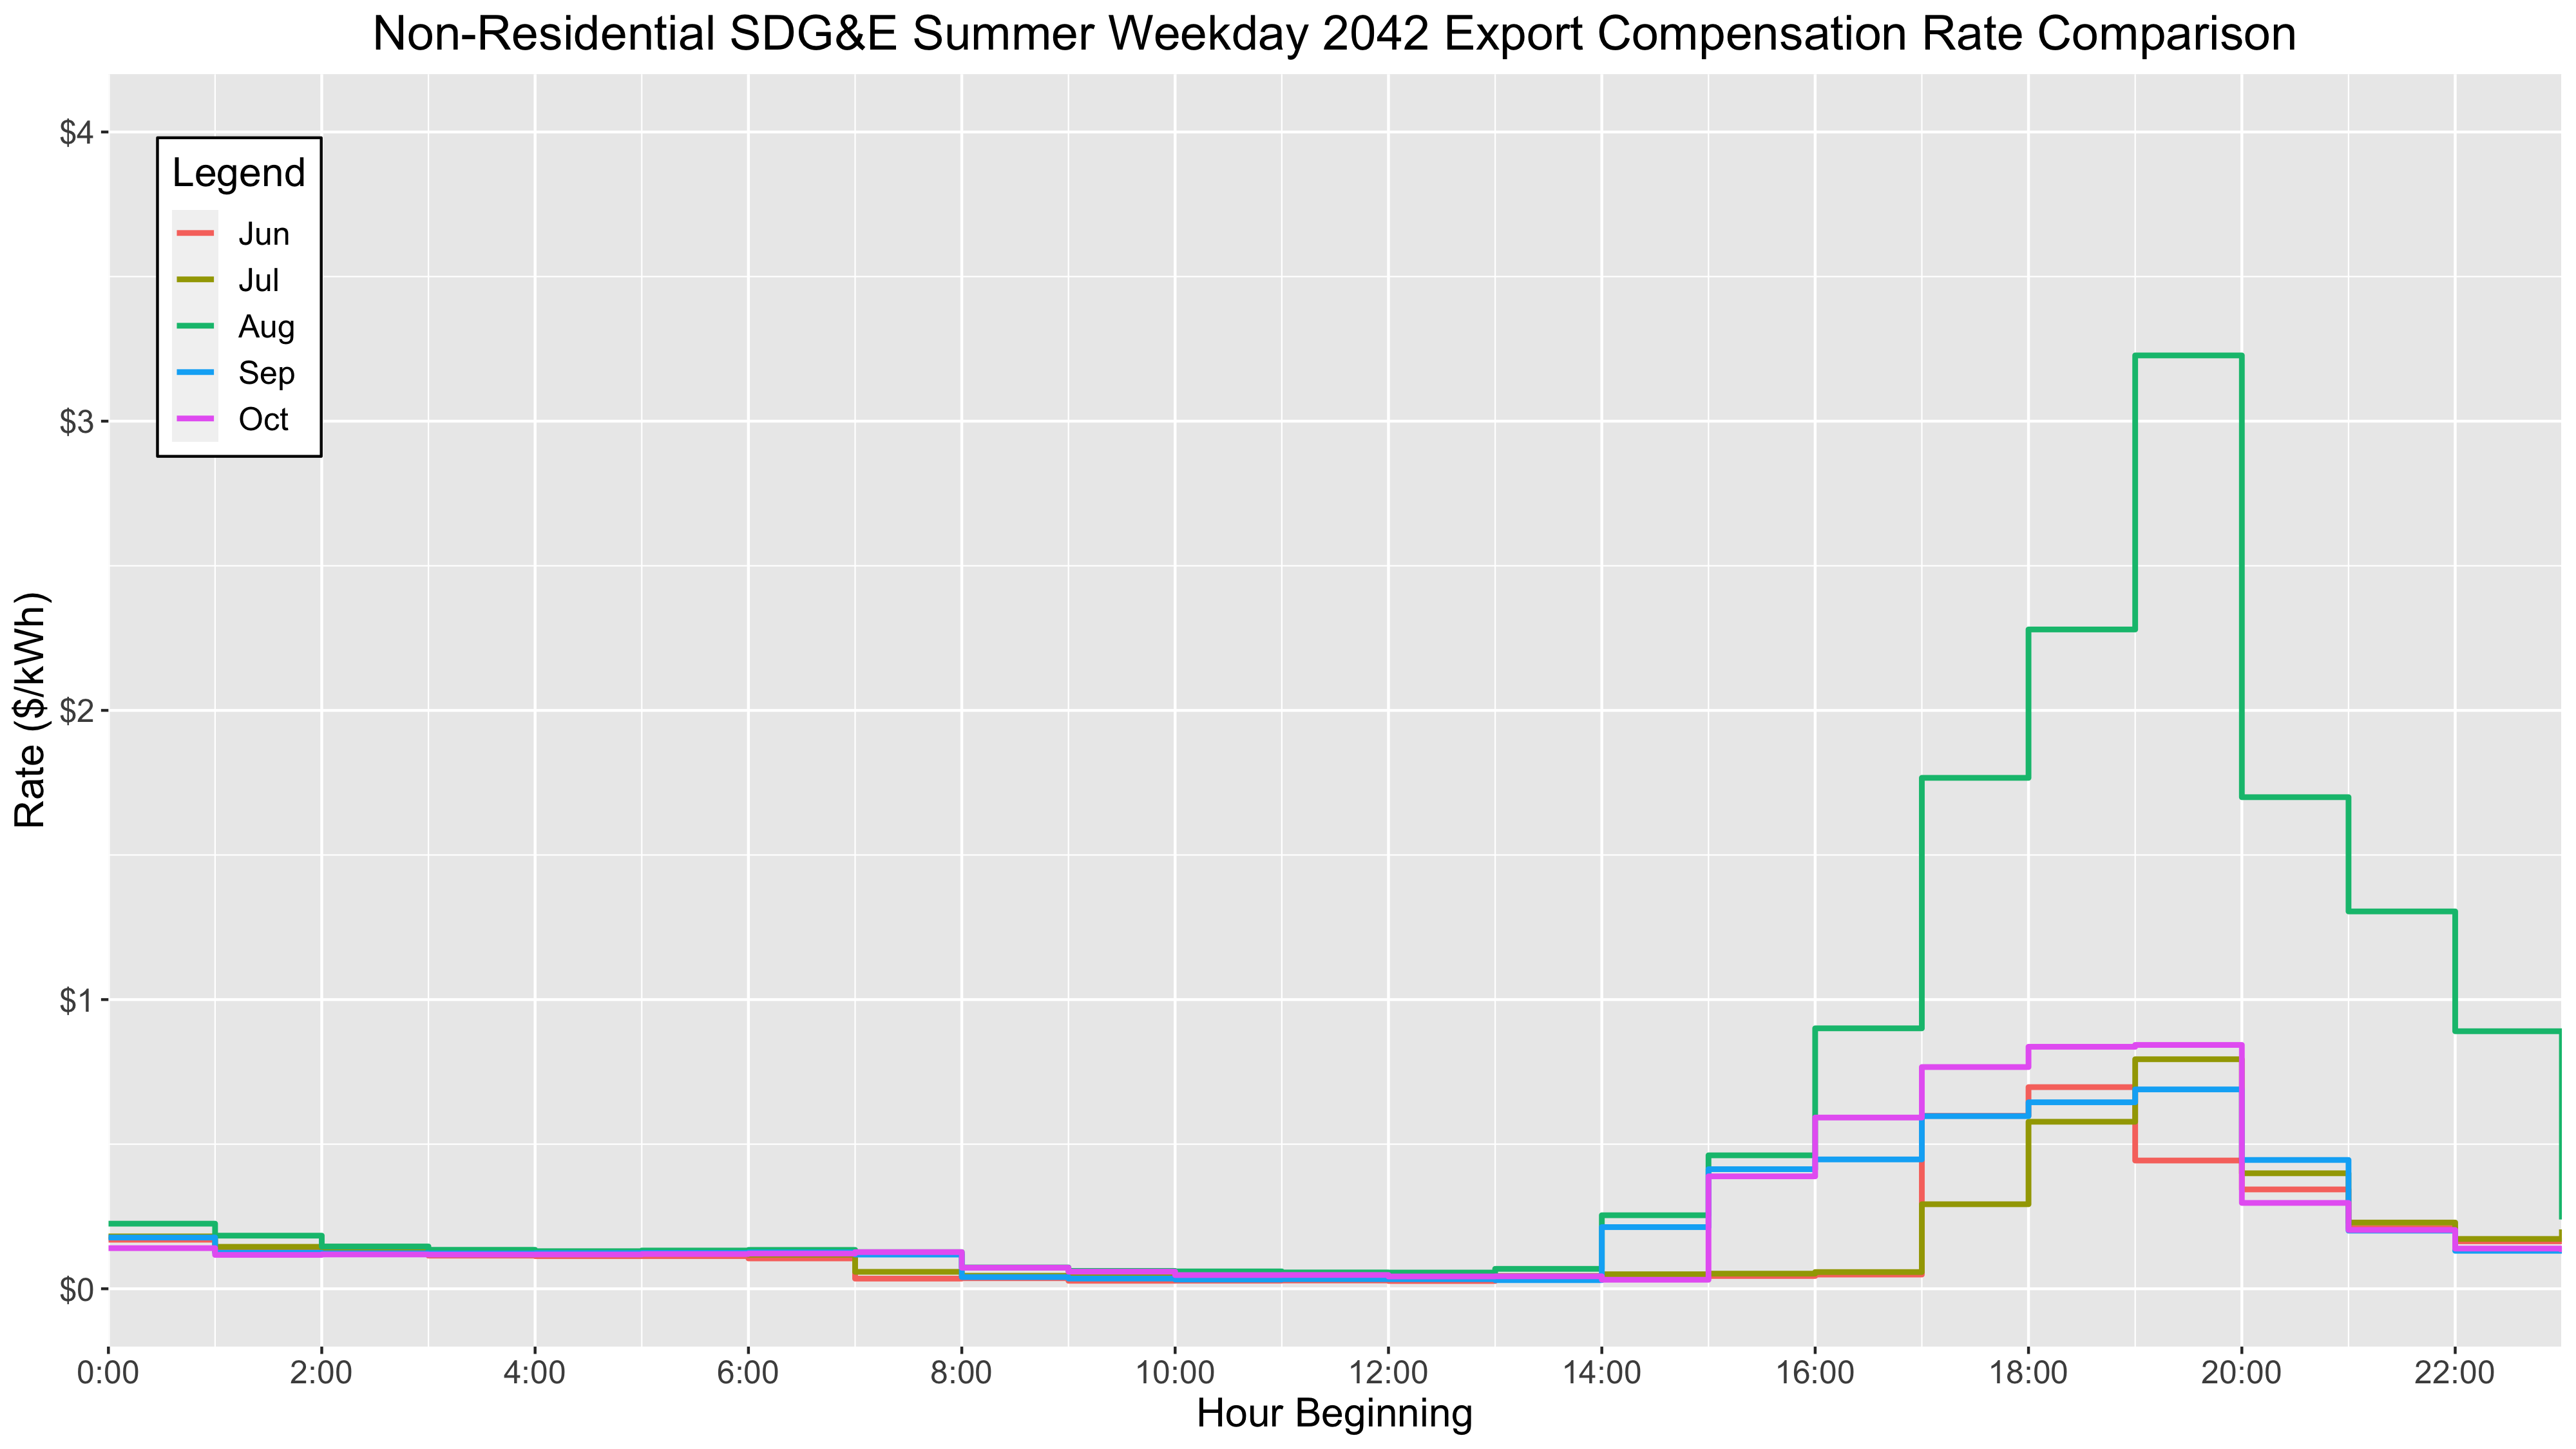 Non-Residential SDG&E Summer Weekday 2042 Export Compensation Rate Comparison
$4
Legend
Jun
Jul
Aug
Sep
Oct
$3
Rate ($/kWh)
$2
$1
$0
0:00 2:00 4:00 6:00 8:00 10:00 12:00 14:00 16:00 18:00 20:00 22:00
Hour Beginning